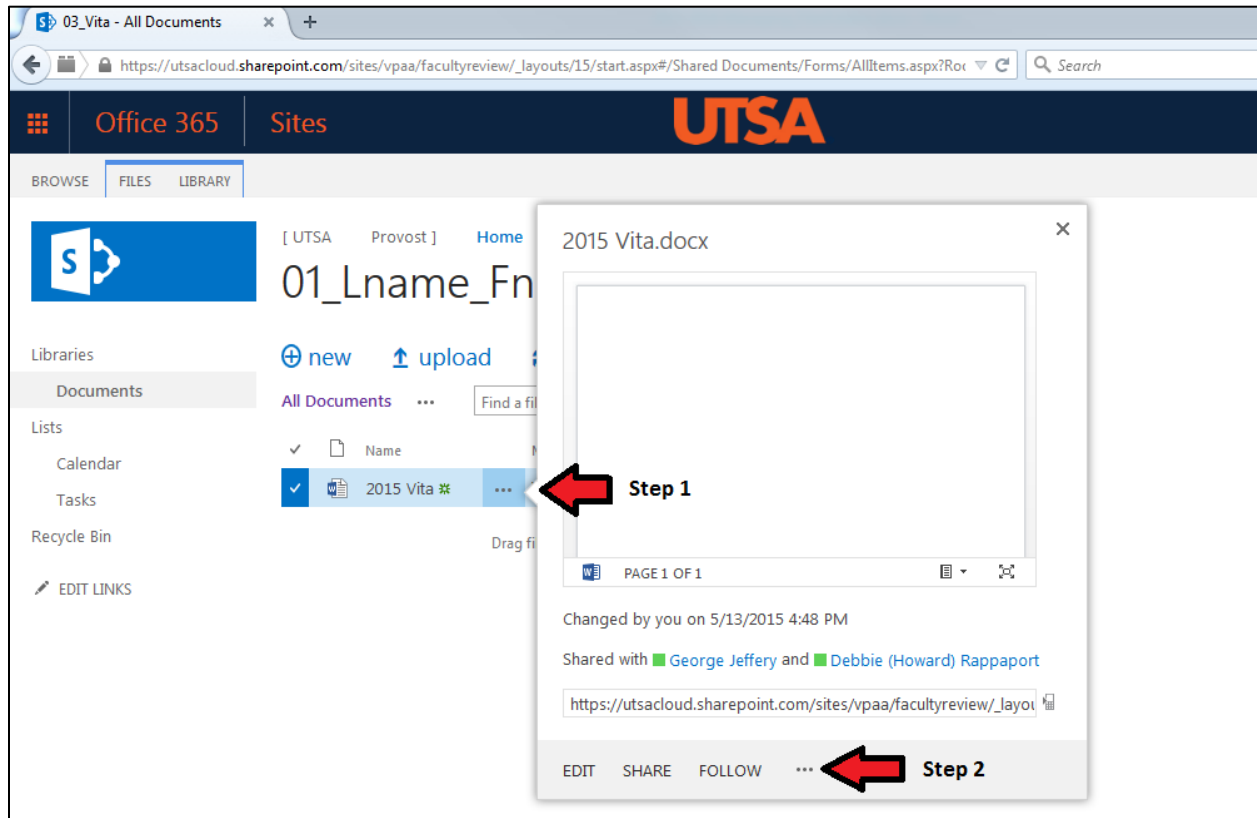 03_Vita - All Documents
https://utsacloud.sharepoint.com/sites/vpaa/facultyreview/_layouts/15/start.aspx#/Shared Documents/Forms/AllItems.aspx?Roc
Search
Office 365
Sites
UTSA
BROWSE FILES LIBRARY
S
[ UTSA Provost ] Home
01_Lname_Fn
Libraries
Documents
Lists
Calendar
Tasks
Recycle Bin
EDIT LINKS
new upload
All Documents ... Find a fil
Name
2015 Vita ...
Drag fi
Step 1
2015 Vita.docx
PAGE 1 OF 1
Changed by you on 5/13/2015 4:48 PM
Shared with George Jeffery and Debbie (Howard) Rappaport
https://utsacloud.sharepoint.com/sites/vpaa/facultyreview/_layou
EDIT SHARE FOLLOW ...
Step 2